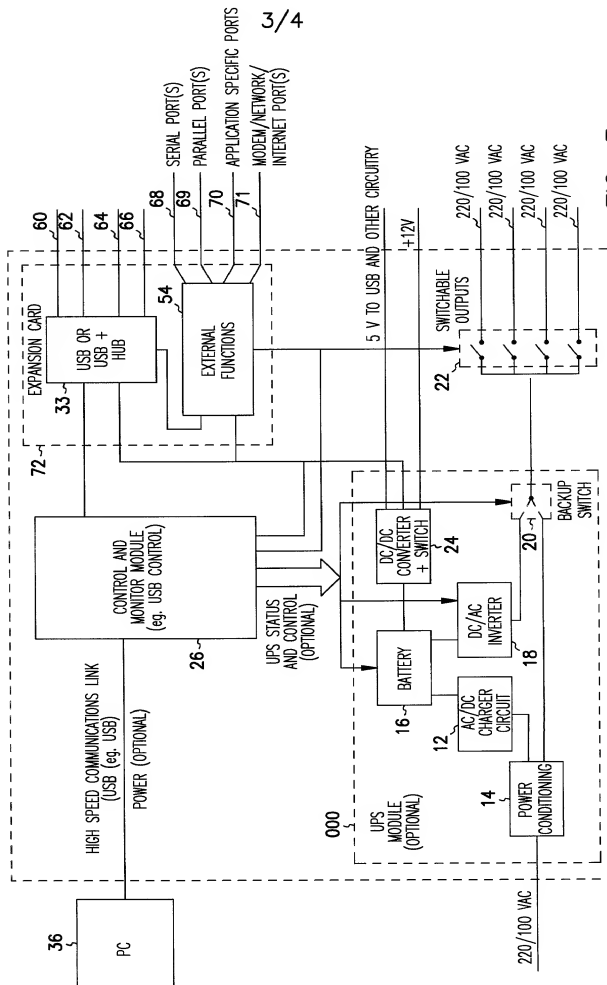 3/4
36
PC
HIGH SPEED COMMUNICATIONS LINK
(USB (eg. USB)
POWER (OPTIONAL)
CONTROL AND
MONITOR MODULE
(eg. USB CONTROL)
26
72
EXPANSION CARD
33
USB OR
USB +
HUB
60
62
64
66
54
EXTERNAL
FUNCTIONS
68
SERIAL PORT(S)
69
PARALLEL PORT(S)
70
APPLICATION SPECIFIC PORTS
71
MODEM/NETWORK/
INTERNET PORT(S)
UPS STATUS
AND CONTROL
(OPTIONAL)
5 V TO USB AND OTHER CIRCUITRY
+12V
000
UPS
MODULE
(OPTIONAL)
BATTERY
16
DC/DC
CONVERTER
+ SWITCH
24
12
AC/DC
CHARGER
CIRCUIT
DC/AC
INVERTER
18
14
POWER
CONDITIONING
220/100 VAC
20
BACKUP
SWITCH
22
SWITCHABLE
OUTPUTS
220/100 VAC
220/100 VAC
220/100 VAC
220/100 VAC